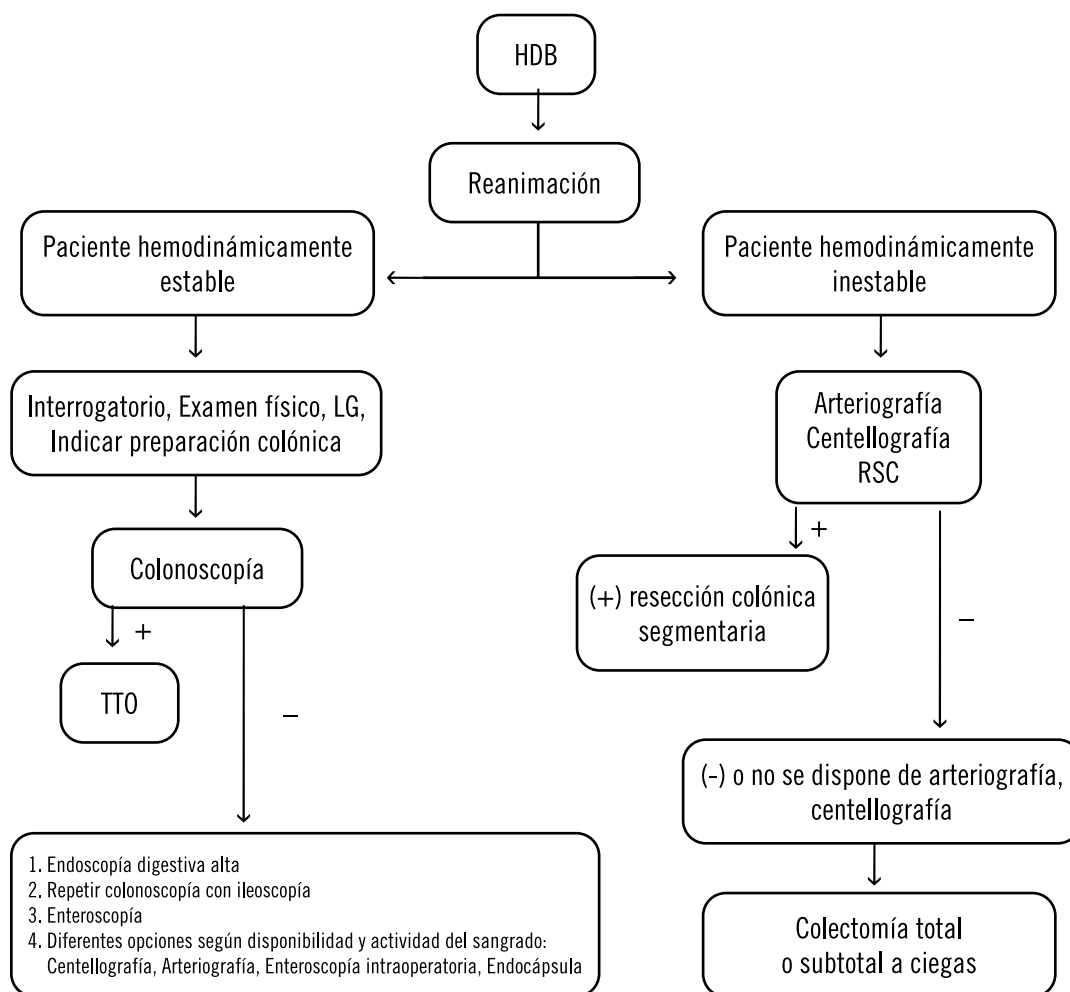 HDB
Reanimación
Paciente hemodinámicamente
estable
Paciente hemodinámicamente
inestable
Interrogatorio, Examen físico, LG,
Indicar preparación colónica
Arteriografía
Centellografía
RSC
Colonoscopía
+
TTO
–
+
(+) resección colónica
segmentaria
–
(-) o no se dispone de arteriografía,
centellografía
1. Endoscopía digestiva alta
2. Repetir colonoscopía con ileoscopía
3. Enteroscopía
4. Diferentes opciones según disponibilidad y actividad del sangrado:
Centellografía, Arteriografía, Enteroscopía intraoperatoria, Endocápsula
Colectomía total
o subtotal a ciegas